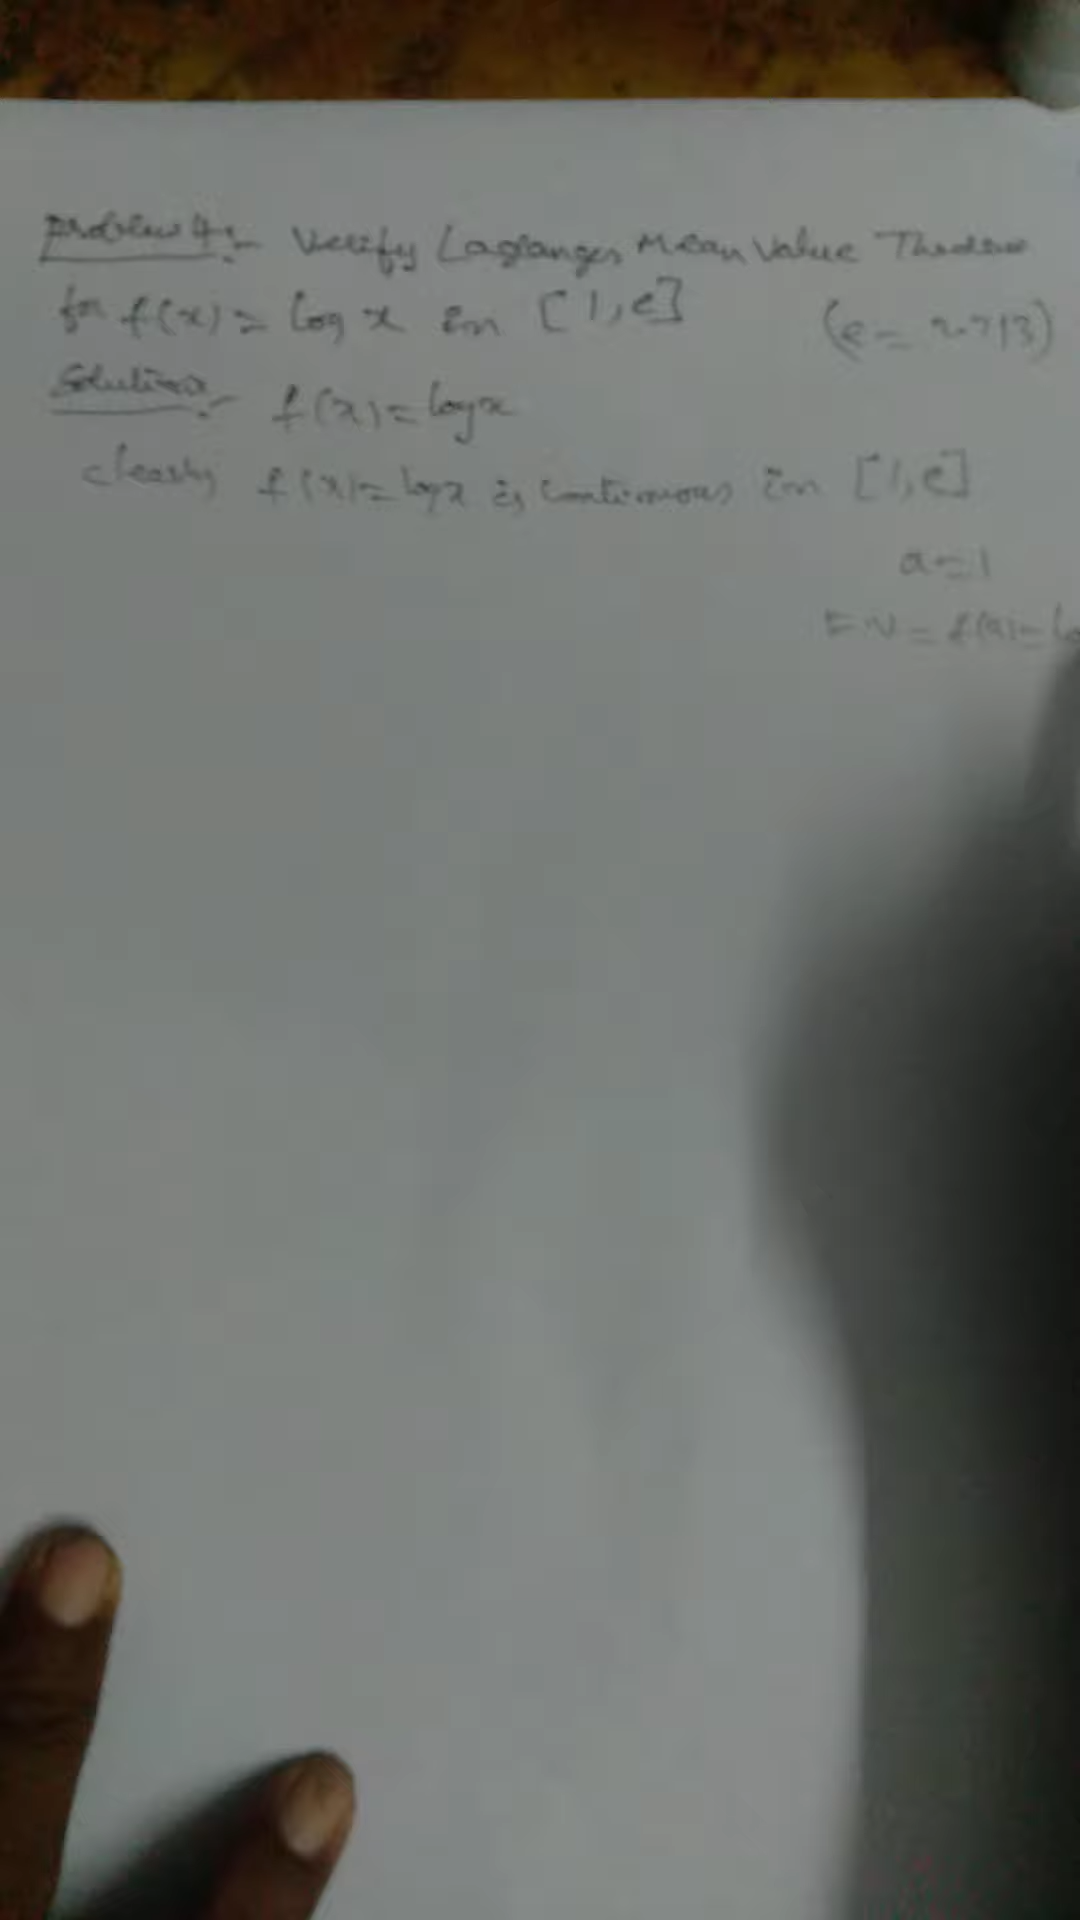 Problem 4:- Verify Lagranges Mean Value Theorem
for f(x) = log x in [1, e] (e = 2.713)
Solution:- f(x) = log x
clearly f(x) = log x is continuous in [1, e]
a = 1
F.V = f(a) = lo